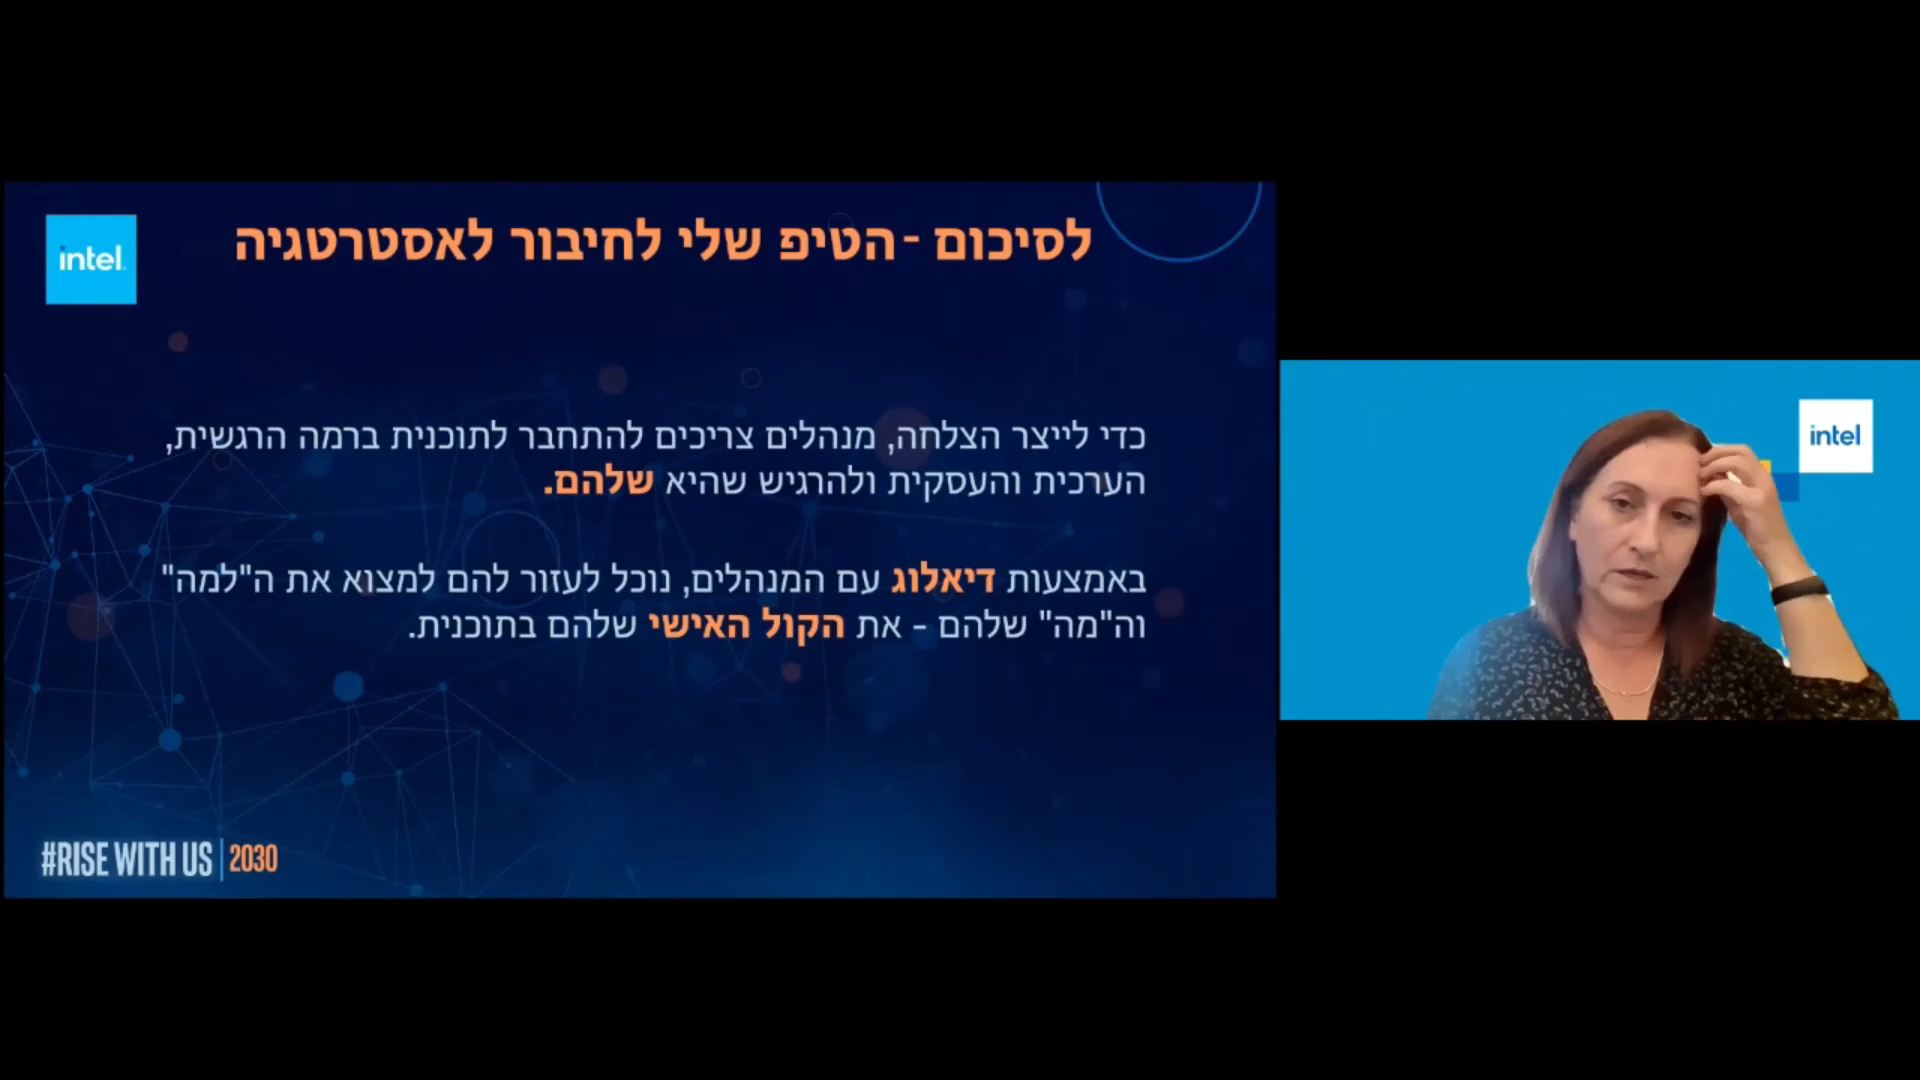 intel
לסיכום - הטיפ שלי לחיבור לאסטרטגיה
כדי לייצר הצלחה, מנהלים צריכים להתחבר לתוכנית ברמה הרגשית,
הערכית והעסקית ולהרגיש שהיא שלהם.
באמצעות דיאלוג עם המנהלים, נוכל לעזור להם למצוא את ה"למה"
וה"מה" שלהם – את הקול האישי שלהם בתוכנית.
#RISE WITH US | 2030
intel